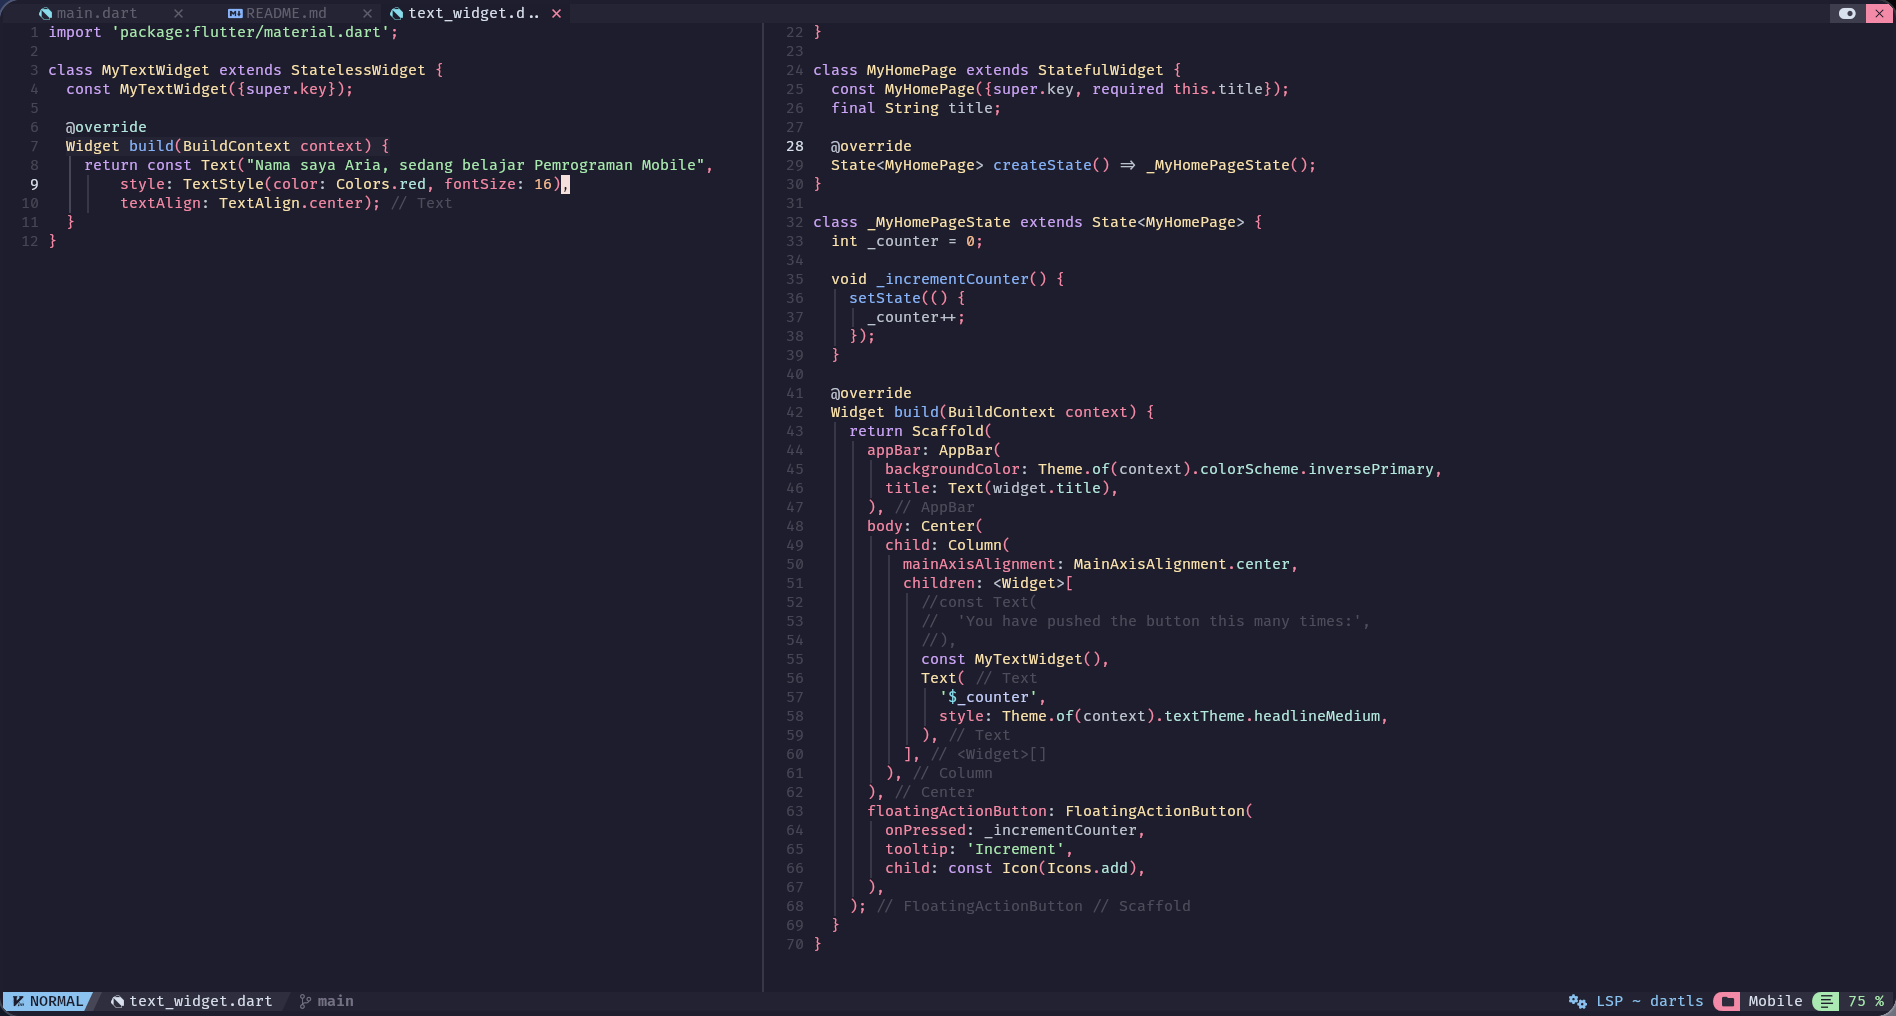 main.dart × README.md × text_widget.d.. ×
1 import 'package:flutter/material.dart';
2
3 class MyTextWidget extends StatelessWidget {
4   const MyTextWidget({super.key});
5
6   @override
7   Widget build(BuildContext context) {
8     return const Text("Nama saya Aria, sedang belajar Pemrograman Mobile",
9         style: TextStyle(color: Colors.red, fontSize: 16),
10         textAlign: TextAlign.center); // Text
11   }
12 }
22 }
23
24 class MyHomePage extends StatefulWidget {
25   const MyHomePage({super.key, required this.title});
26   final String title;
27
28   @override
29   State<MyHomePage> createState() => _MyHomePageState();
30 }
31
32 class _MyHomePageState extends State<MyHomePage> {
33   int _counter = 0;
34
35   void _incrementCounter() {
36     setState(() {
37       _counter++;
38     });
39   }
40
41   @override
42   Widget build(BuildContext context) {
43     return Scaffold(
44       appBar: AppBar(
45         backgroundColor: Theme.of(context).colorScheme.inversePrimary,
46         title: Text(widget.title),
47       ), // AppBar
48       body: Center(
49         child: Column(
50           mainAxisAlignment: MainAxisAlignment.center,
51           children: <Widget>[
52             //const Text(
53             //  'You have pushed the button this many times:',
54             //),
55             const MyTextWidget(),
56             Text( // Text
57               '$_counter',
58               style: Theme.of(context).textTheme.headlineMedium,
59             ), // Text
60           ], // <Widget>[]
61         ), // Column
62       ), // Center
63       floatingActionButton: FloatingActionButton(
64         onPressed: _incrementCounter,
65         tooltip: 'Increment',
66         child: const Icon(Icons.add),
67       ),
68     ); // FloatingActionButton // Scaffold
69   }
70 }
NORMAL text_widget.dart main LSP ~ dartls Mobile 75 %